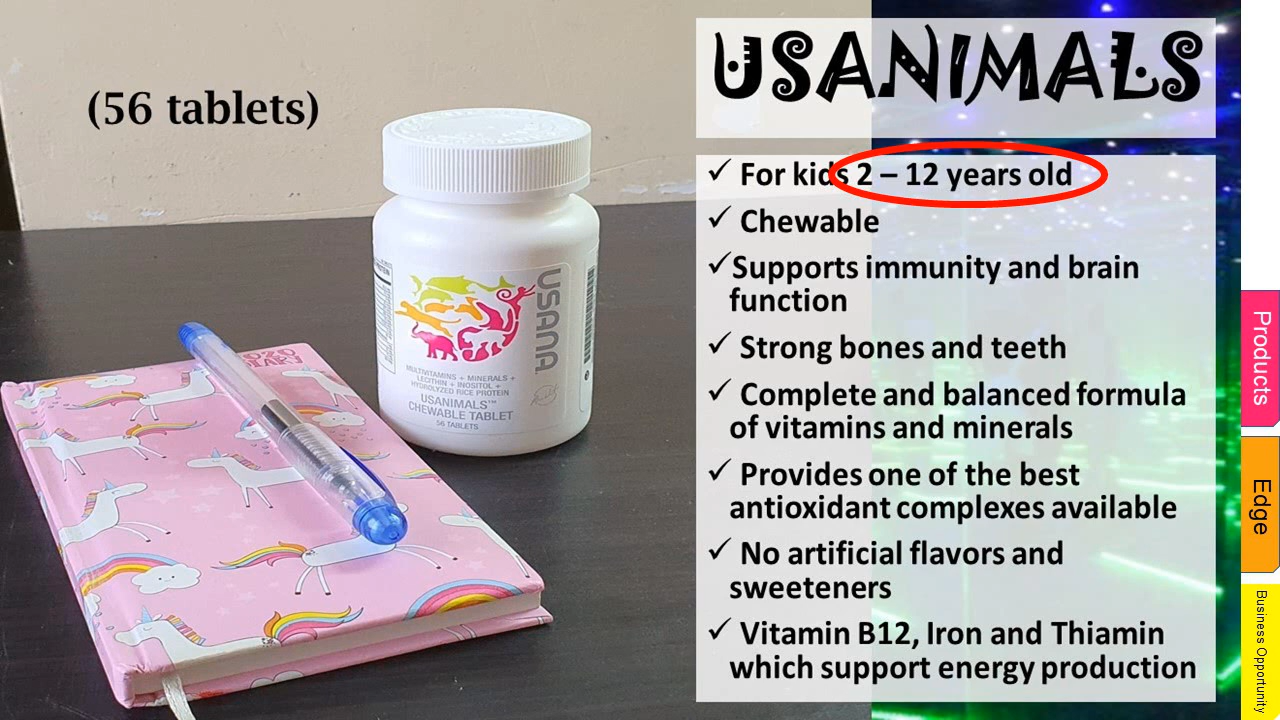 (56 tablets)
USANA
MULTIVITAMINS + MINERALS +
LECITHIN + INOSITOL +
HYDROLYZED RICE PROTEIN
USANIMALS™
CHEWABLE TABLET
56 TABLETS
USANIMALS
✓ For kids 2 – 12 years old
✓ Chewable
✓ Supports immunity and brain
function
✓ Strong bones and teeth
✓ Complete and balanced formula
of vitamins and minerals
✓ Provides one of the best
antioxidant complexes available
✓ No artificial flavors and
sweeteners
✓ Vitamin B12, Iron and Thiamin
which support energy production
Products
Edge
Business Opportunity